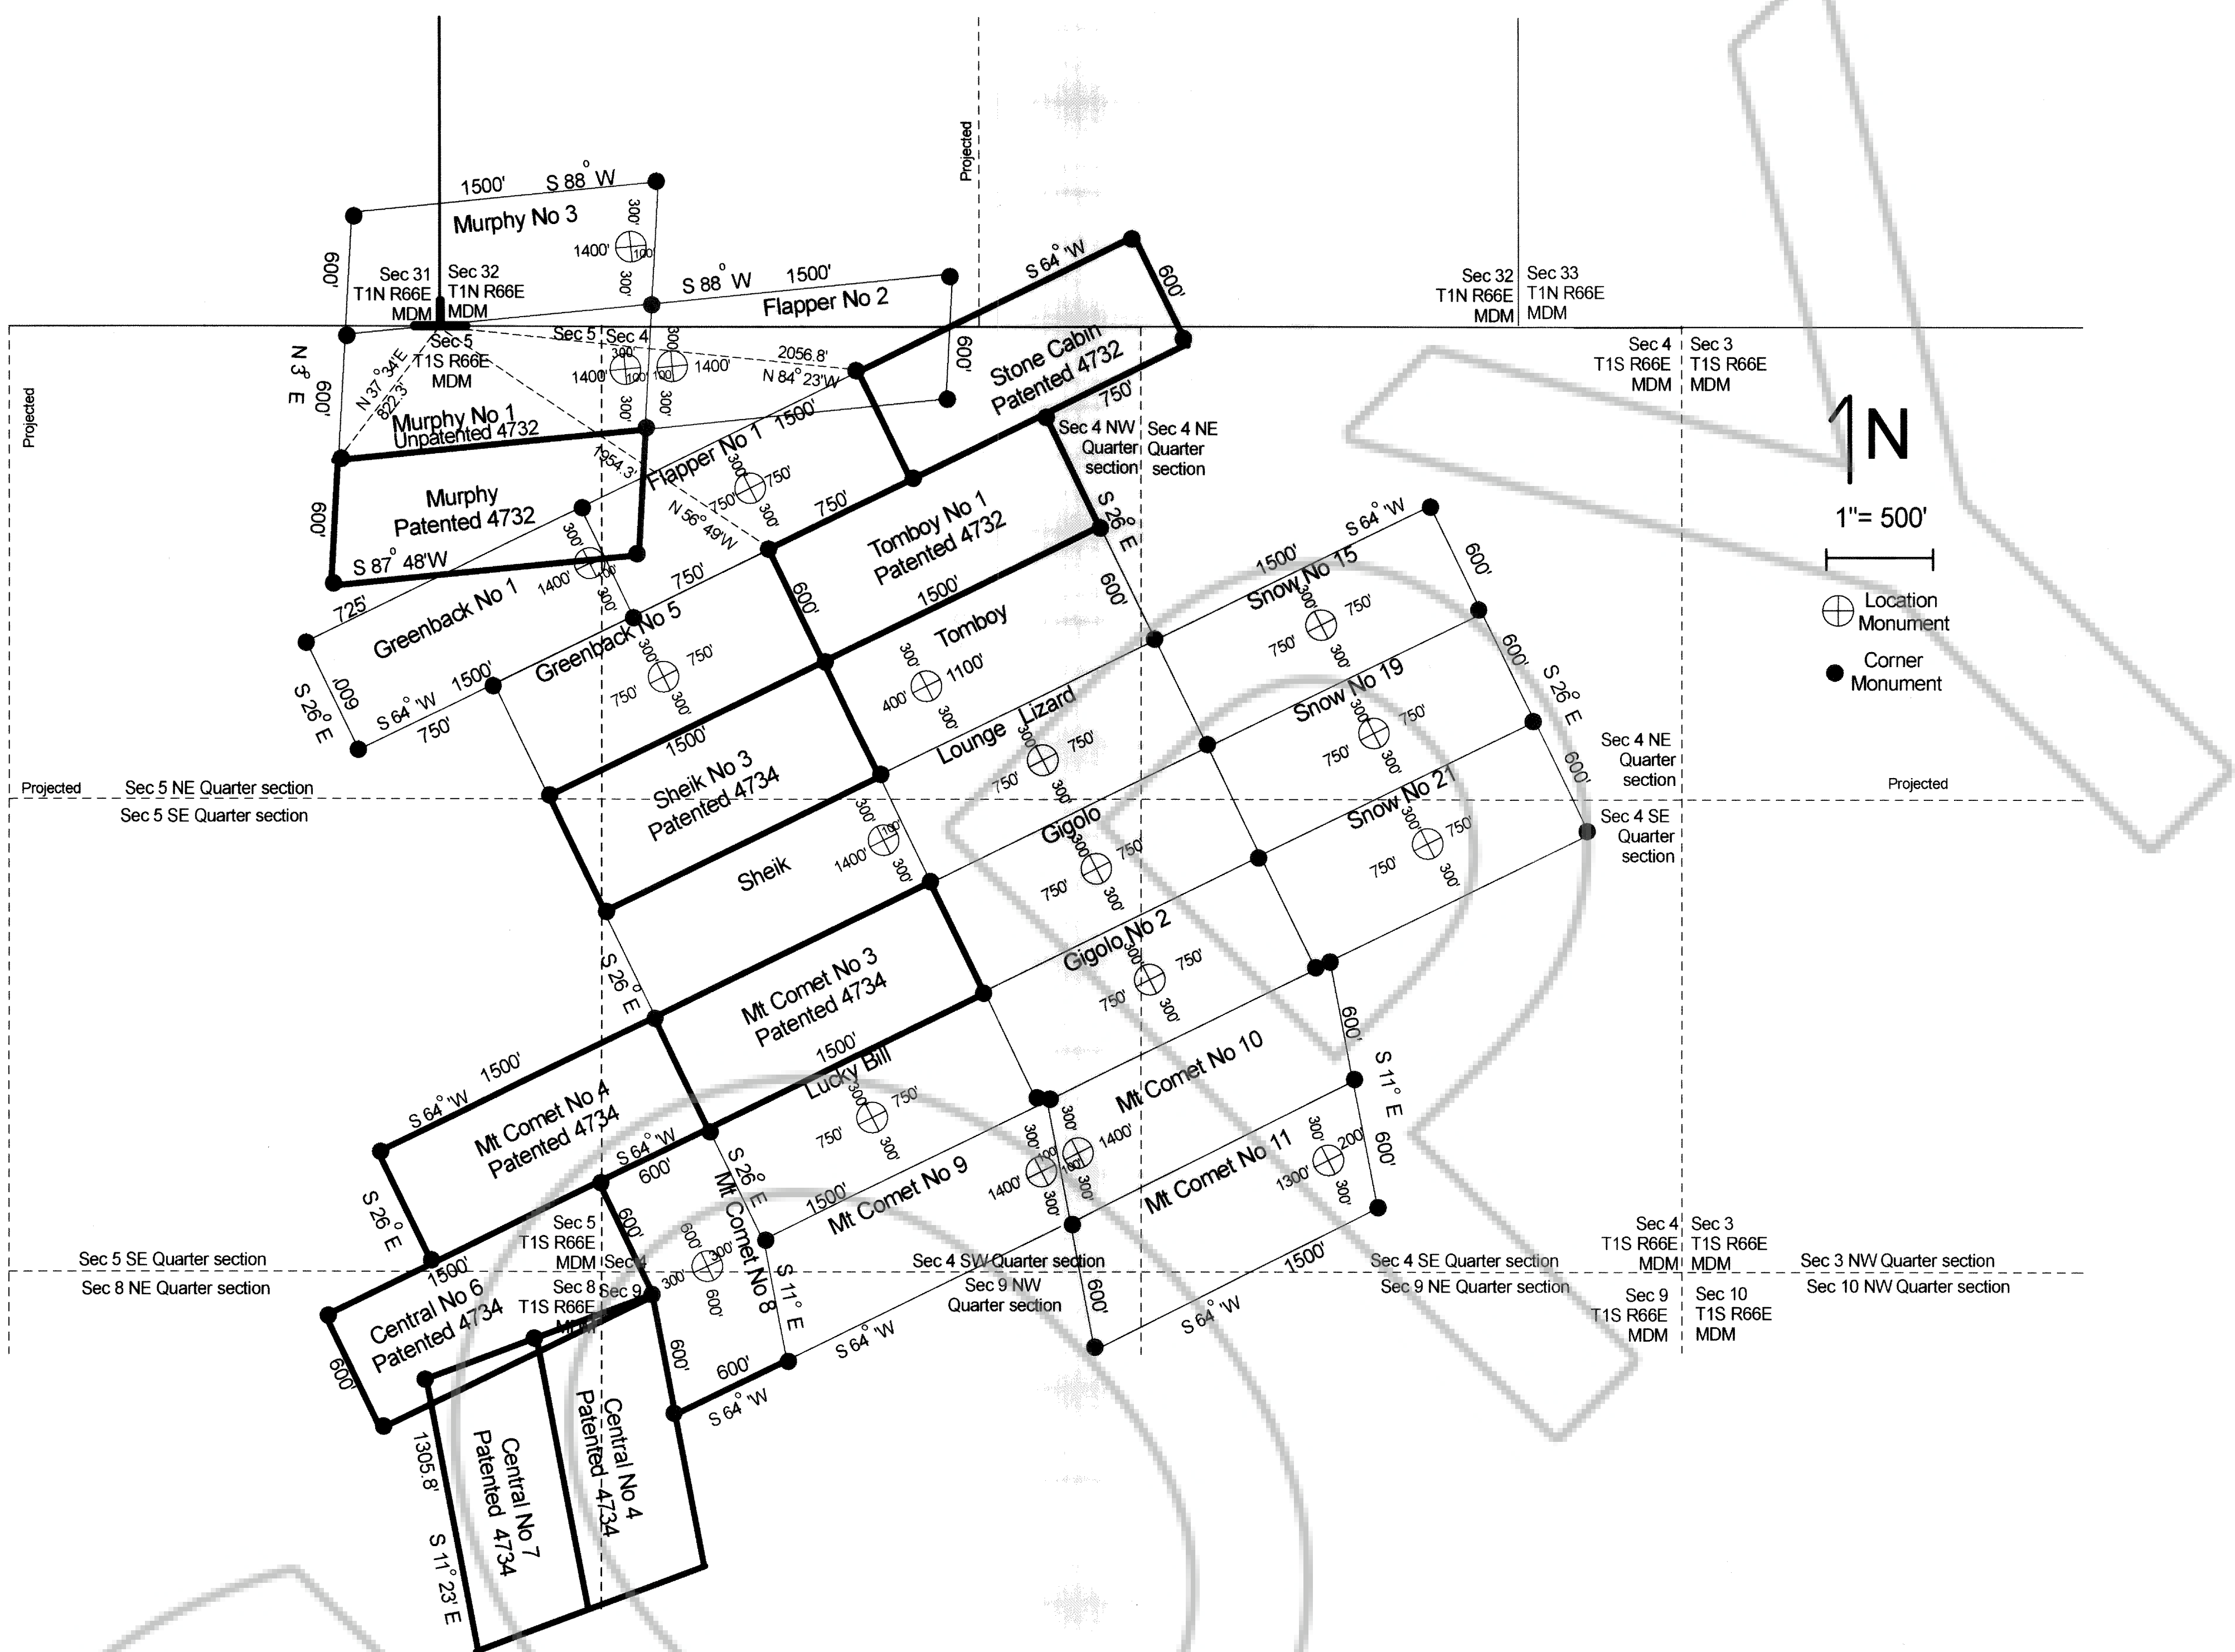 Projected
1500'
S 88° W
Murphy No 3
300'
1400'
100'
300'
600'
Sec 31
T1N R66E
MDM
Sec 32
T1N R66E
MDM
S 88° W
1500'
Flapper No 2
600'
S 64° 'W
600'
Stone Cabin
Patented 4732
750'
Sec 32
T1N R66E
MDM
Sec 33
T1N R66E
MDM
Sec 4
T1S R66E
MDM
Sec 3
T1S R66E
MDM
Sec 5
T1S R66E
MDM
Sec 5
Sec 4
300'
1400'
100'
300'
300'
100'
1400'
300'
2056.8'
N 84° 23'W
N 3° E
600'
N 37° 34'E
822.3'
Projected
Murphy No 1
Unpatented 4732
1954.3'
N 56° 49'W
Murphy
Patented 4732
600'
S 87° 48'W
Flapper No 1
1500'
300'
750'
750'
300'
Sec 4 NW
Quarter
section
Sec 4 NE
Quarter
section
N
1"= 500'
Location
Monument
Corner
Monument
725'
Greenback No 1
300'
1400'
100'
300'
S 26° E
600'
S 64° 'W
1500'
750'
750'
Greenback No 5
300'
750'
750'
300'
1500'
750'
Tomboy No 1
Patented 4732
600'
1500'
S 26° E
600'
Tomboy
300'
1100'
400'
300'
S 64° 'W
1500'
Snow No 15
300'
750'
750'
300'
600'
Snow No 19
300'
750'
750'
300'
600'
S 26° E
Snow No 21
300'
750'
750'
300'
600'
Lounge Lizard
300'
750'
750'
300'
Gigolo
300'
750'
750'
300'
Gigolo No 2
300'
750'
750'
300'
Sec 4 NE
Quarter
section
Sec 4 SE
Quarter
section
Projected
Projected
Sec 5 NE Quarter section
Sec 5 SE Quarter section
Sheik No 3
Patented 4734
Sheik
300'
100'
1400'
300'
S 26° E
Mt Comet No 3
Patented 4734
1500'
1500'
S 64° 'W
Mt Comet No 4
Patented 4734
S 26° E
S 64° 'W
600'
Lucky Bill
300'
750'
750'
300'
S 26° E
Mt Comet No 8
600'
600'
300'
300'
600'
1500'
Mt Comet No 9
300'
100'
1400'
300'
Mt Comet No 10
300'
1400'
100'
300'
600'
S 11° E
600'
Mt Comet No 11
300'
200'
1300'
300'
1500'
S 64° 'W
600'
Sec 5 SE Quarter section
Sec 8 NE Quarter section
Sec 5
T1S R66E
MDM
Sec 4
Sec 8
T1S R66E
MDM
Sec 9
Sec 4 SW Quarter section
Sec 9 NW
Quarter section
Sec 4 SE Quarter section
Sec 9 NE Quarter section
Sec 4
T1S R66E
MDM
Sec 3
T1S R66E
MDM
Sec 9
T1S R66E
MDM
Sec 10
T1S R66E
MDM
Sec 3 NW Quarter section
Sec 10 NW Quarter section
1500'
Central No 6
Patented 4734
600'
S 11° E
S 64° 'W
600'
600'
S 64° 'W
Central No 4
Patented 4734
Central No 7
Patented 4734
1305.8'
S 11° 23' E